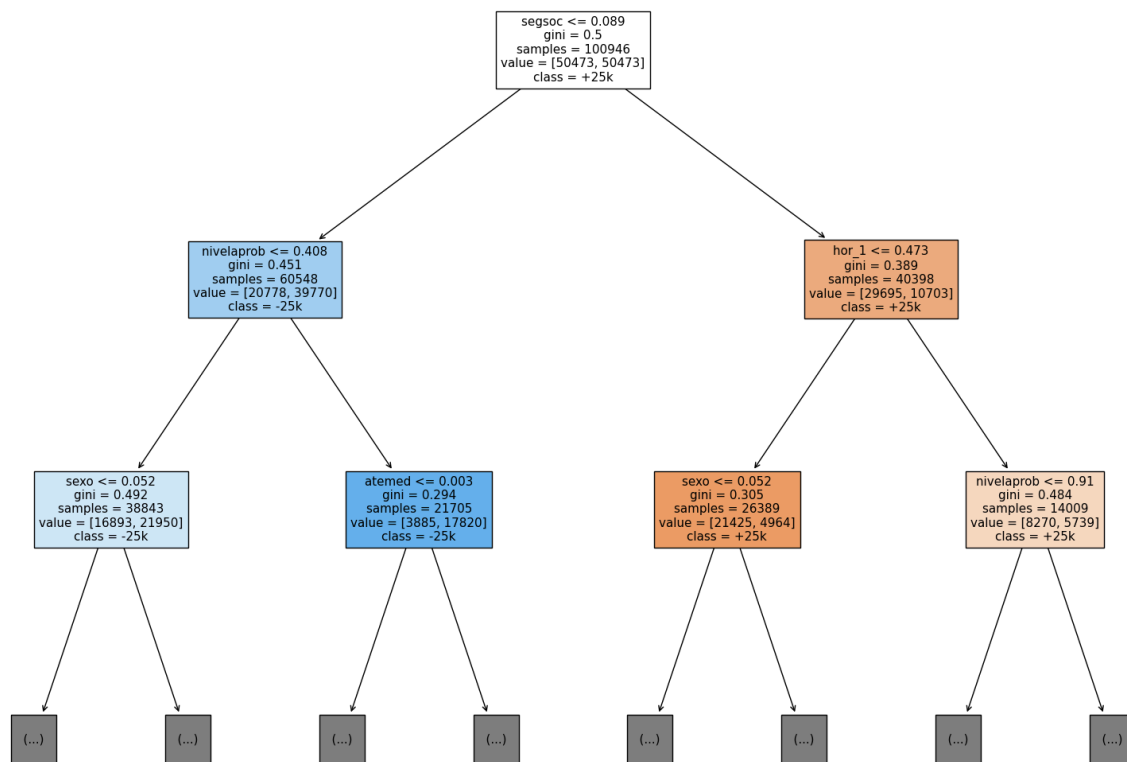 segsoc <= 0.089
gini = 0.5
samples = 100946
value = [50473, 50473]
class = +25k
nivelaprob <= 0.408
gini = 0.451
samples = 60548
value = [20778, 39770]
class = -25k
hor_1 <= 0.473
gini = 0.389
samples = 40398
value = [29695, 10703]
class = +25k
sexo <= 0.052
gini = 0.492
samples = 38843
value = [16893, 21950]
class = -25k
atemed <= 0.003
gini = 0.294
samples = 21705
value = [3885, 17820]
class = -25k
sexo <= 0.052
gini = 0.305
samples = 26389
value = [21425, 4964]
class = +25k
nivelaprob <= 0.91
gini = 0.484
samples = 14009
value = [8270, 5739]
class = +25k
(...)
(...)
(...)
(...)
(...)
(...)
(...)
(...)